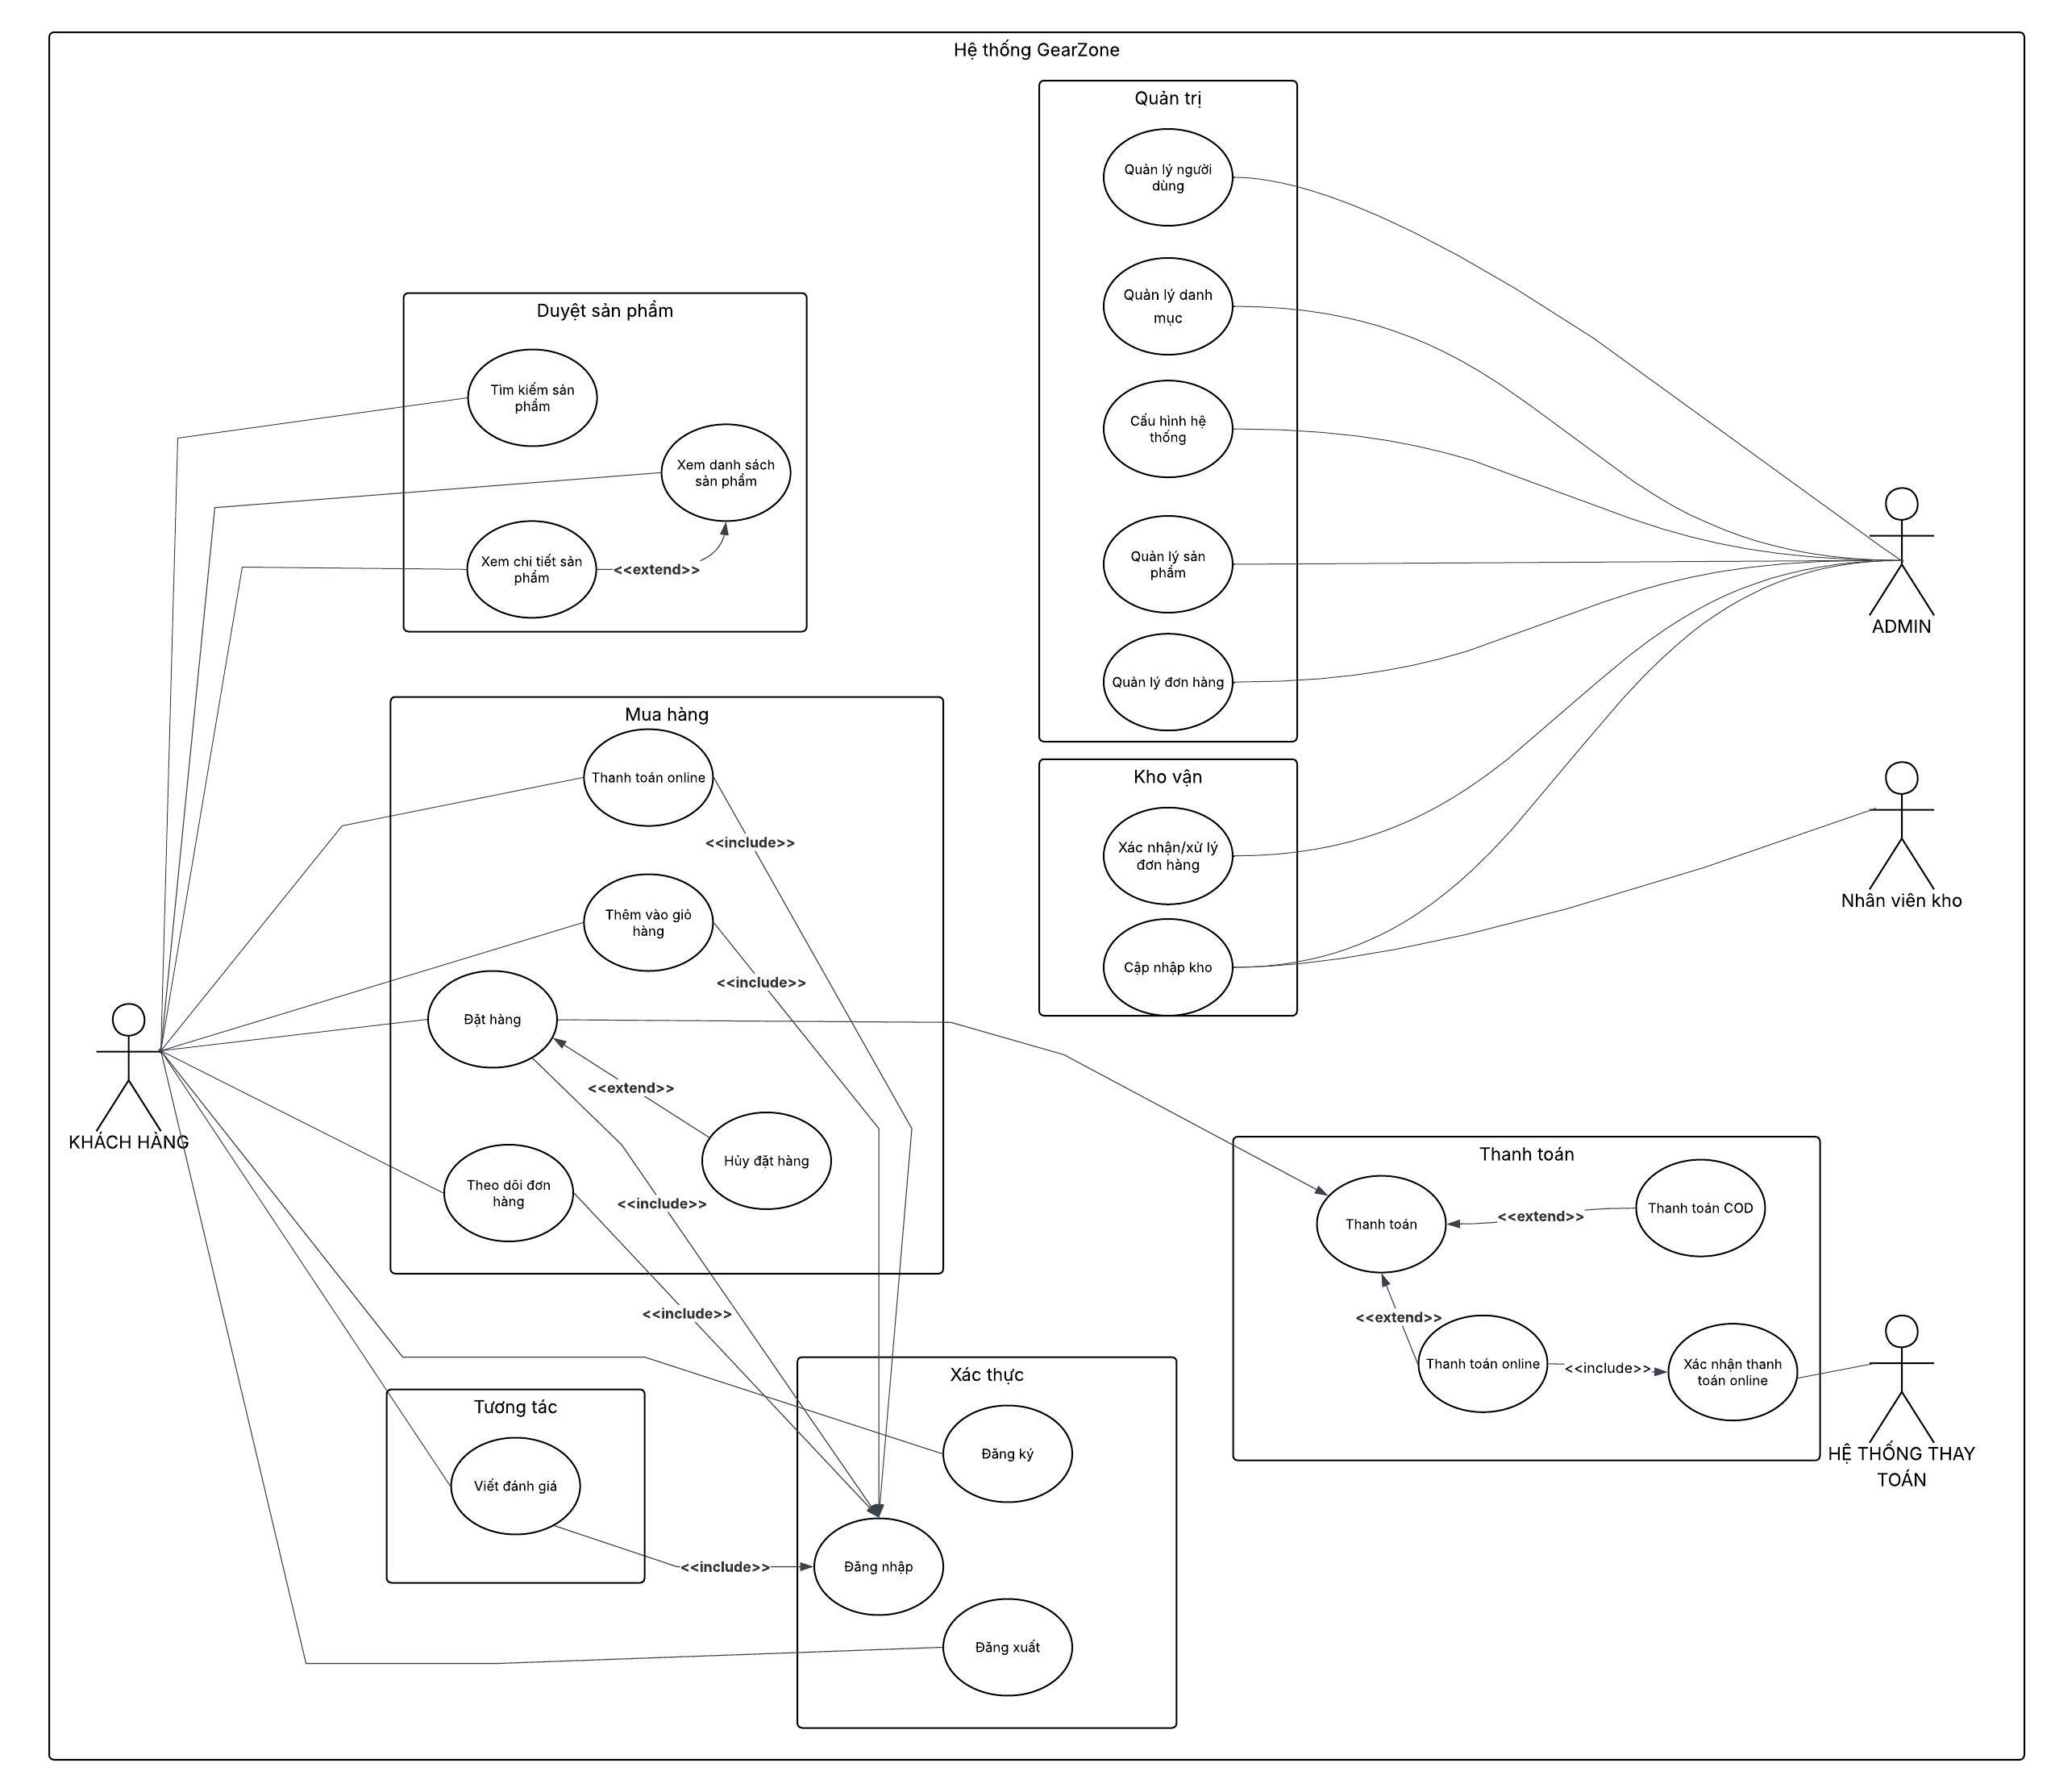 Hệ thống GearZone
Quản trị
Quản lý người
dùng
Quản lý danh
mục
Cấu hình hệ
thống
Quản lý sản
phẩm
Quản lý đơn hàng
ADMIN
Duyệt sản phẩm
Tìm kiếm sản
phẩm
Xem danh sách
sản phẩm
Xem chi tiết sản
phẩm
<<extend>>
Mua hàng
Thanh toán online
<<include>>
Thêm vào giỏ
hàng
<<include>>
Đặt hàng
<<extend>>
Hủy đặt hàng
<<include>>
Theo dõi đơn
hàng
<<include>>
KHÁCH HÀNG
Kho vận
Xác nhận/xử lý
đơn hàng
Cập nhập kho
Nhân viên kho
Thanh toán
Thanh toán
<<extend>>
Thanh toán COD
<<extend>>
Thanh toán online
<<include>>
Xác nhận thanh
toán online
HỆ THỐNG THAY
TOÁN
Tương tác
Viết đánh giá
<<include>>
Xác thực
Đăng ký
Đăng nhập
Đăng xuất